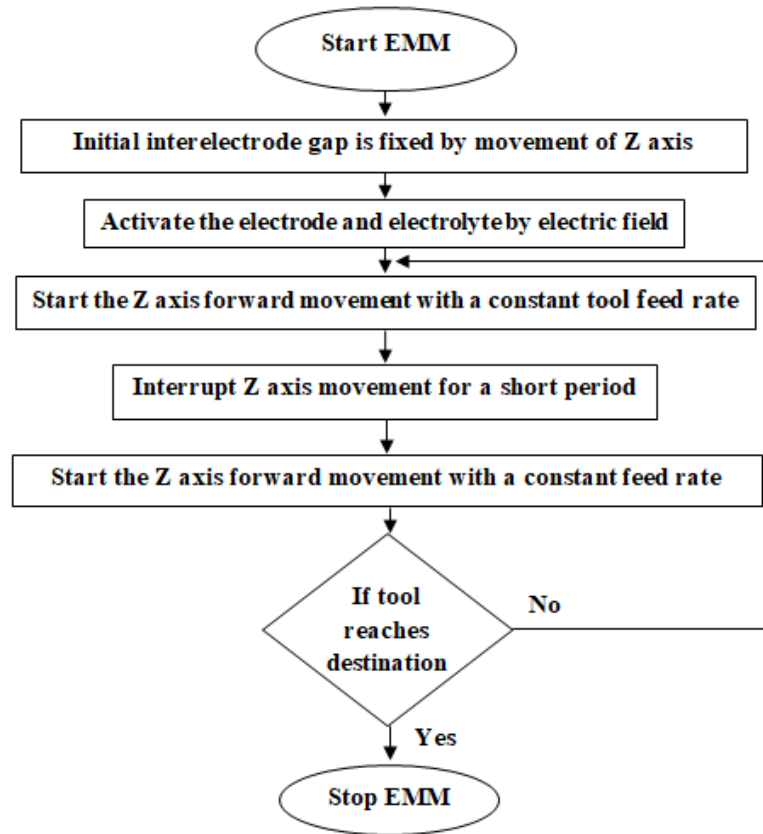 Start EMM
Initial interelectrode gap is fixed by movement of Z axis
Activate the electrode and electrolyte by electric field
Start the Z axis forward movement with a constant tool feed rate
Interrupt Z axis movement for a short period
Start the Z axis forward movement with a constant feed rate
If tool
reaches
destination
No
Yes
Stop EMM